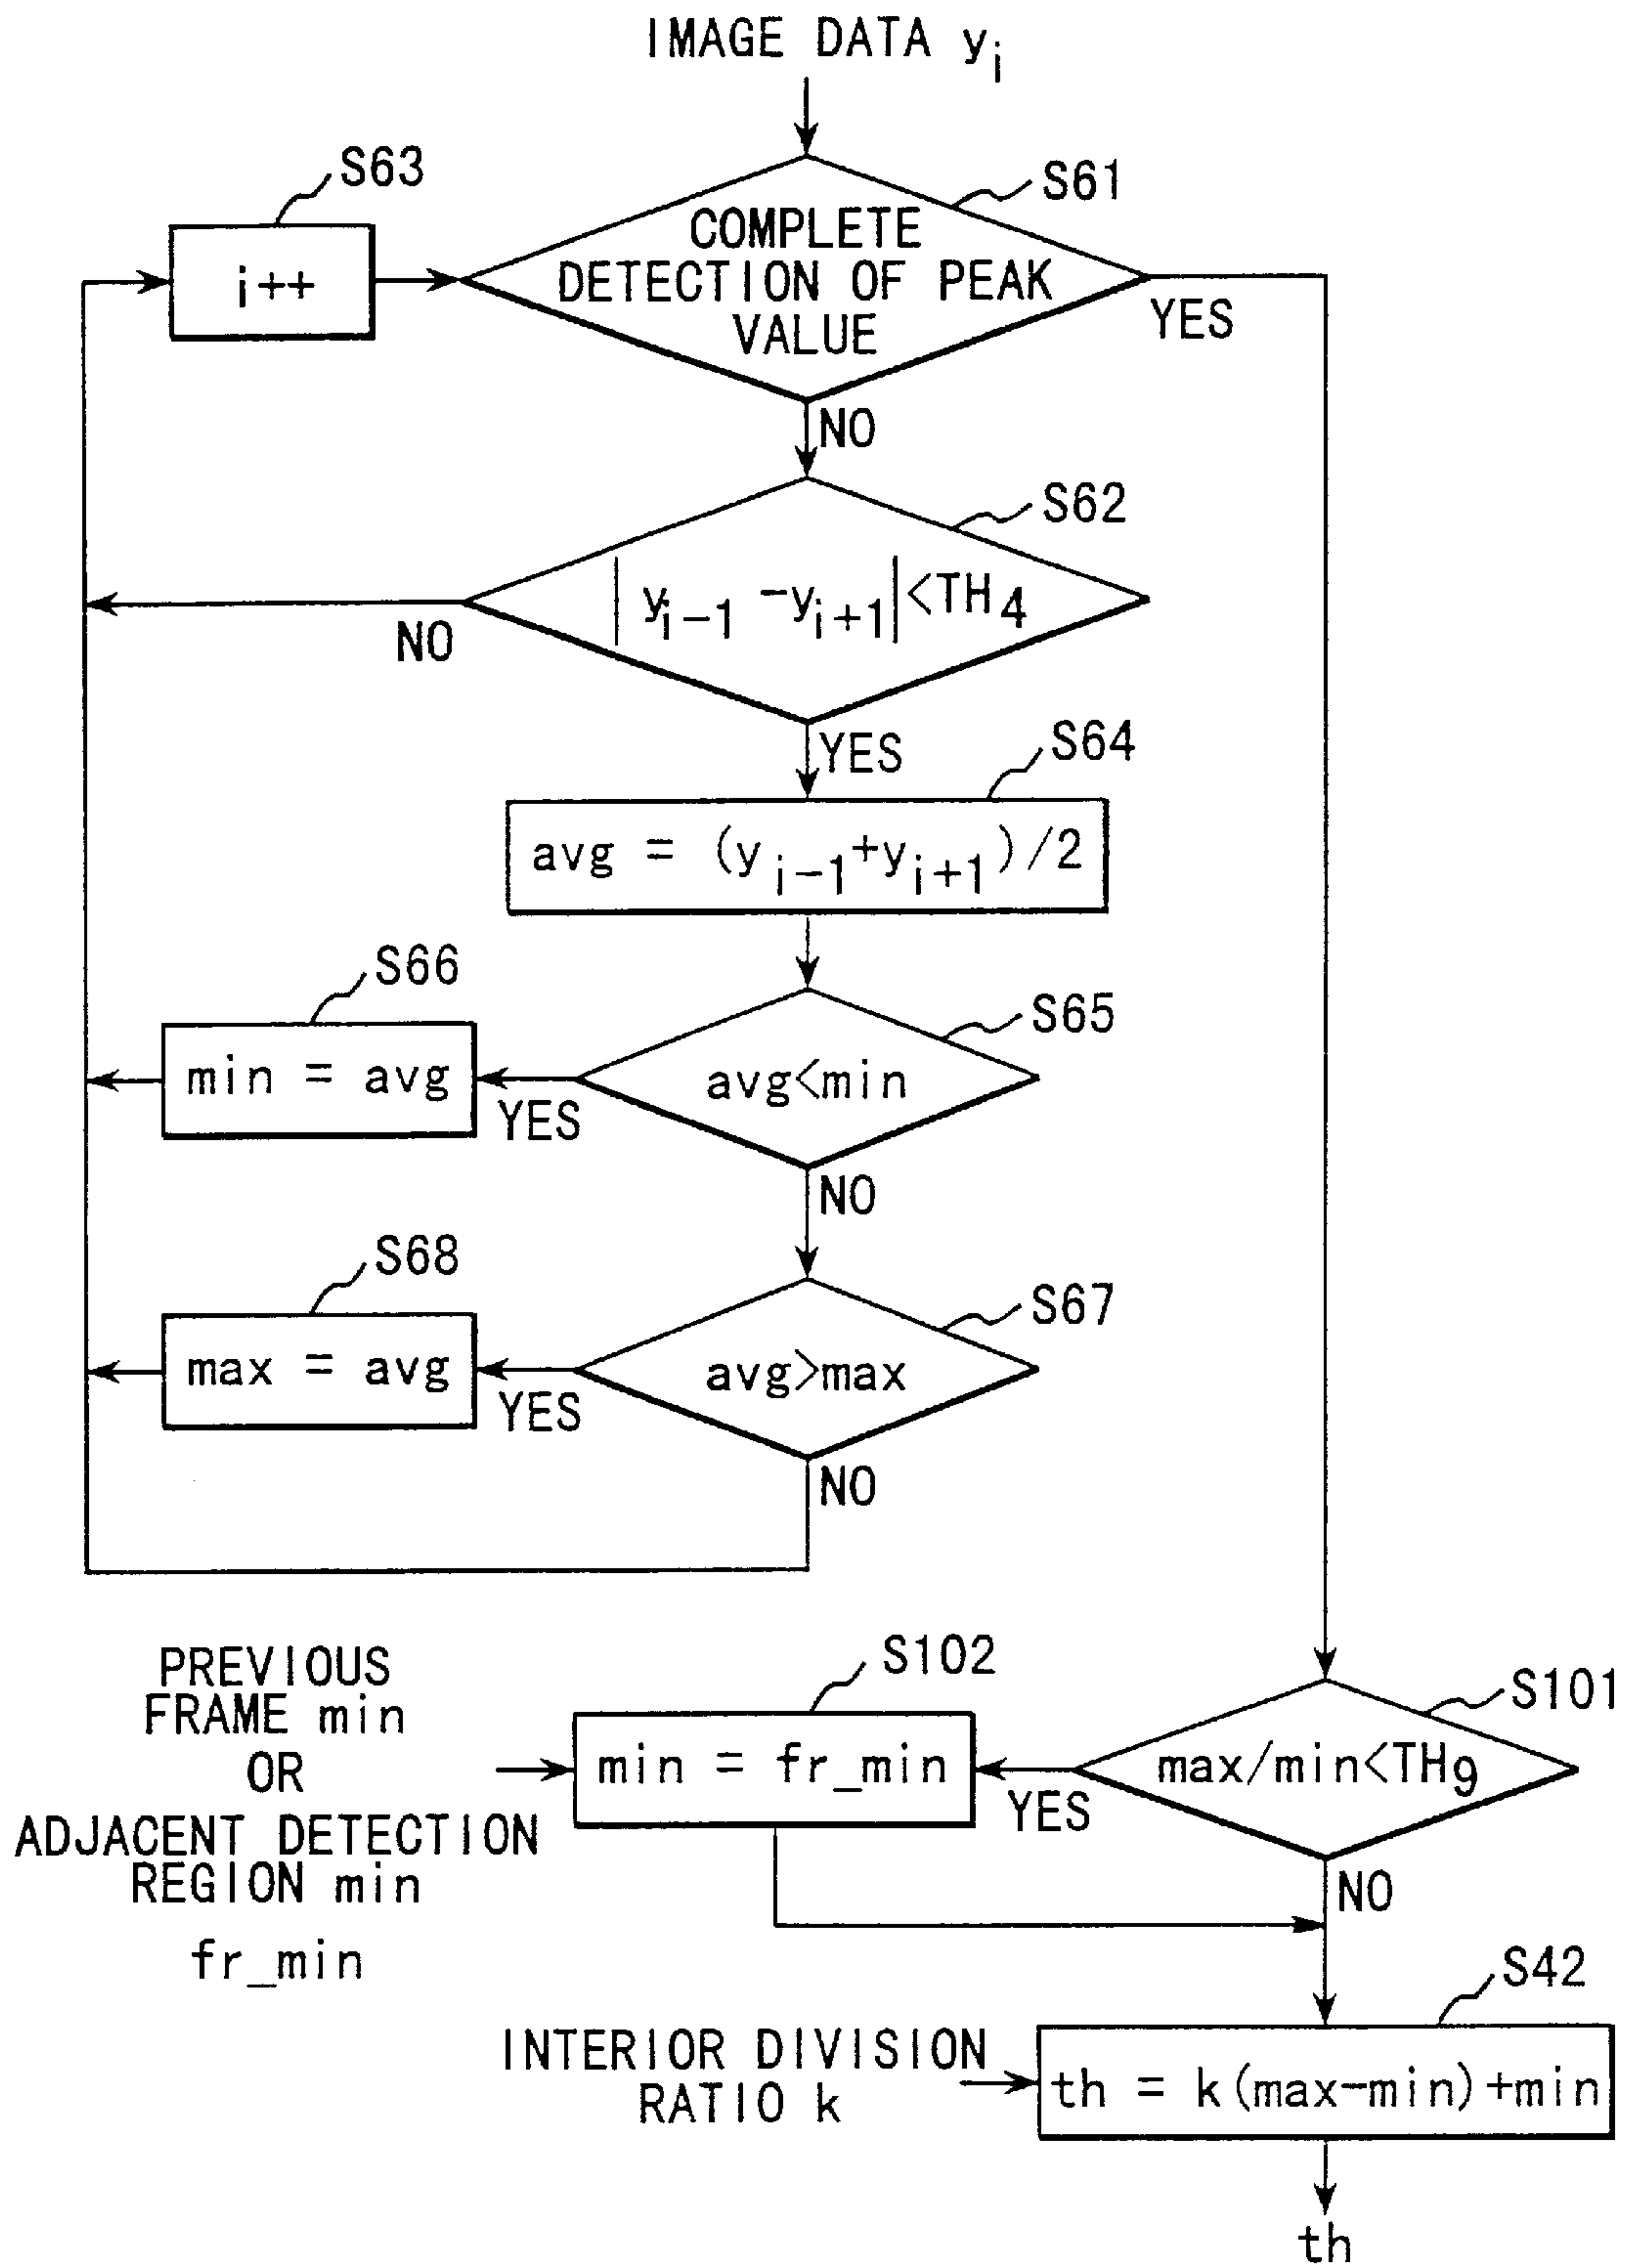 IMAGE DATA yi
S63
S61
i++
COMPLETE
DETECTION OF PEAK
VALUE
YES
NO
S62
|yi-1 -yi+1|<TH4
NO
YES
S64
avg = (yi-1+yi+1)/2
S66
S65
min = avg
YES
avg<min
NO
S68
S67
max = avg
YES
avg>max
NO
PREVIOUS
FRAME min
OR
ADJACENT DETECTION
REGION min
fr_min
S102
S101
min = fr_min
YES
max/min<TH9
NO
S42
INTERIOR DIVISION
RATIO k
th = k(max-min)+min
th